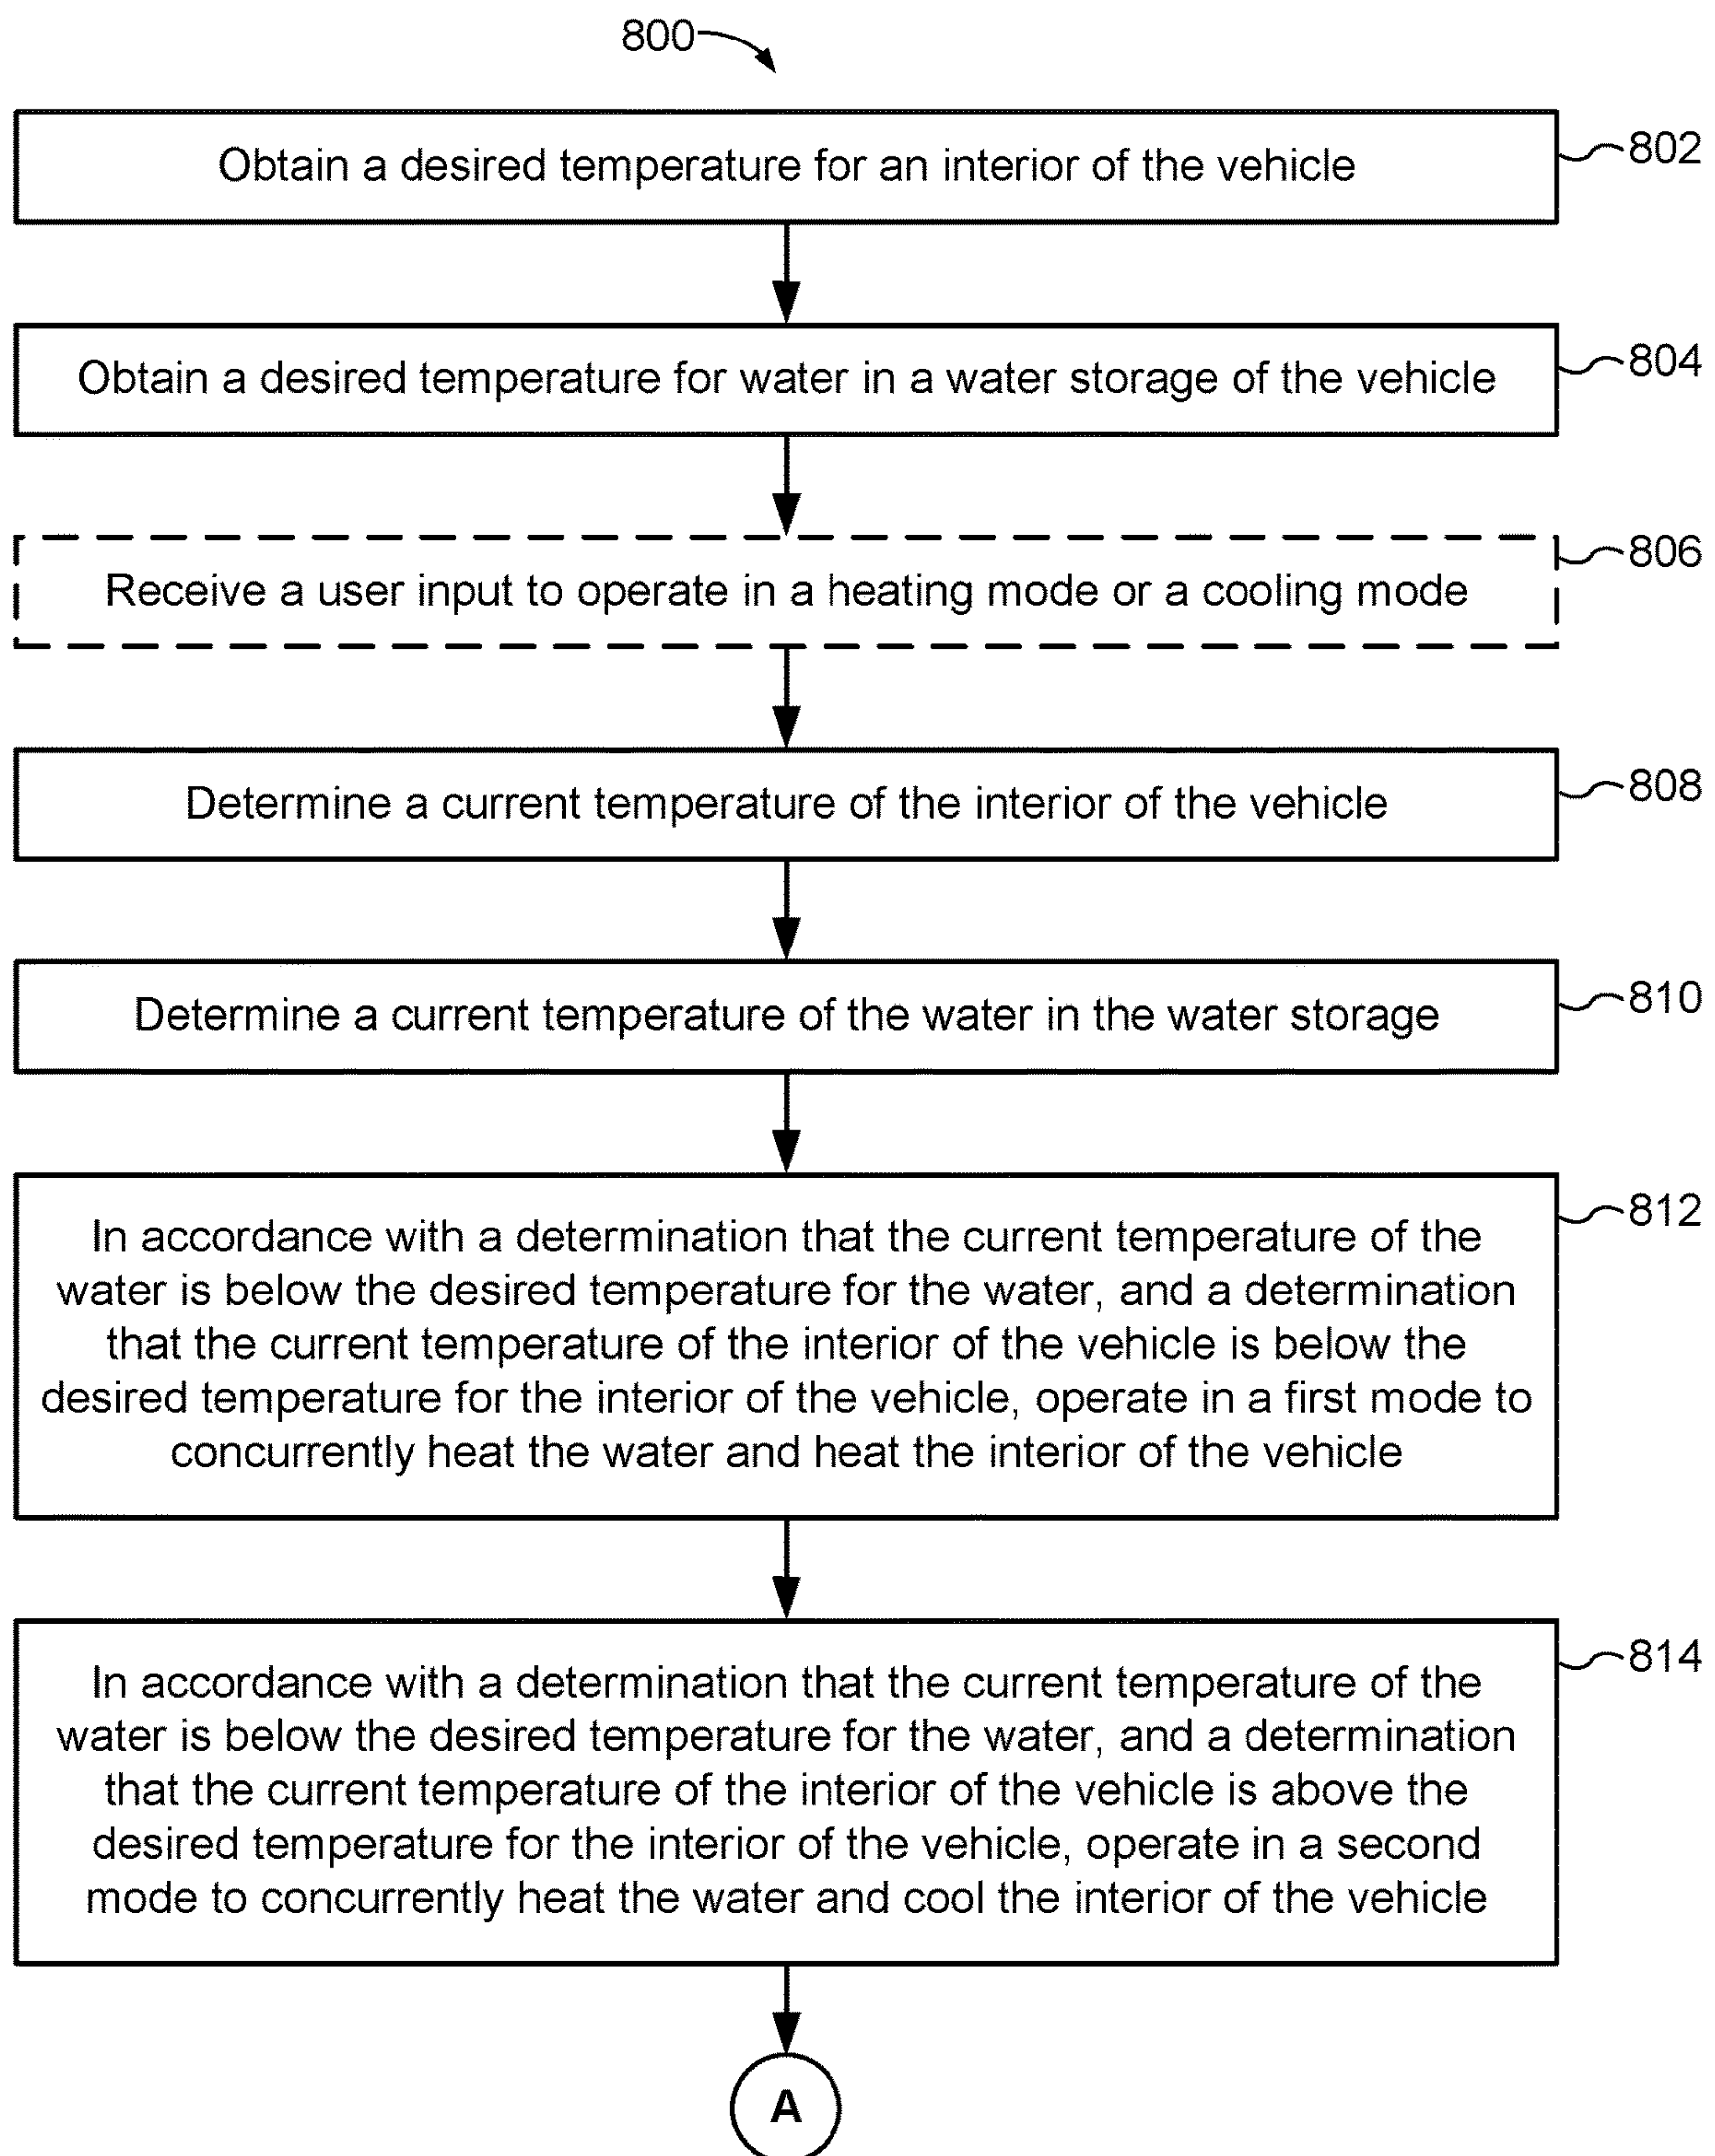 800
Obtain a desired temperature for an interior of the vehicle
802
Obtain a desired temperature for water in a water storage of the vehicle
804
Receive a user input to operate in a heating mode or a cooling mode
806
Determine a current temperature of the interior of the vehicle
808
Determine a current temperature of the water in the water storage
810
In accordance with a determination that the current temperature of the
water is below the desired temperature for the water, and a determination
that the current temperature of the interior of the vehicle is below the
desired temperature for the interior of the vehicle, operate in a first mode to
concurrently heat the water and heat the interior of the vehicle
812
In accordance with a determination that the current temperature of the
water is below the desired temperature for the water, and a determination
that the current temperature of the interior of the vehicle is above the
desired temperature for the interior of the vehicle, operate in a second
mode to concurrently heat the water and cool the interior of the vehicle
814
A